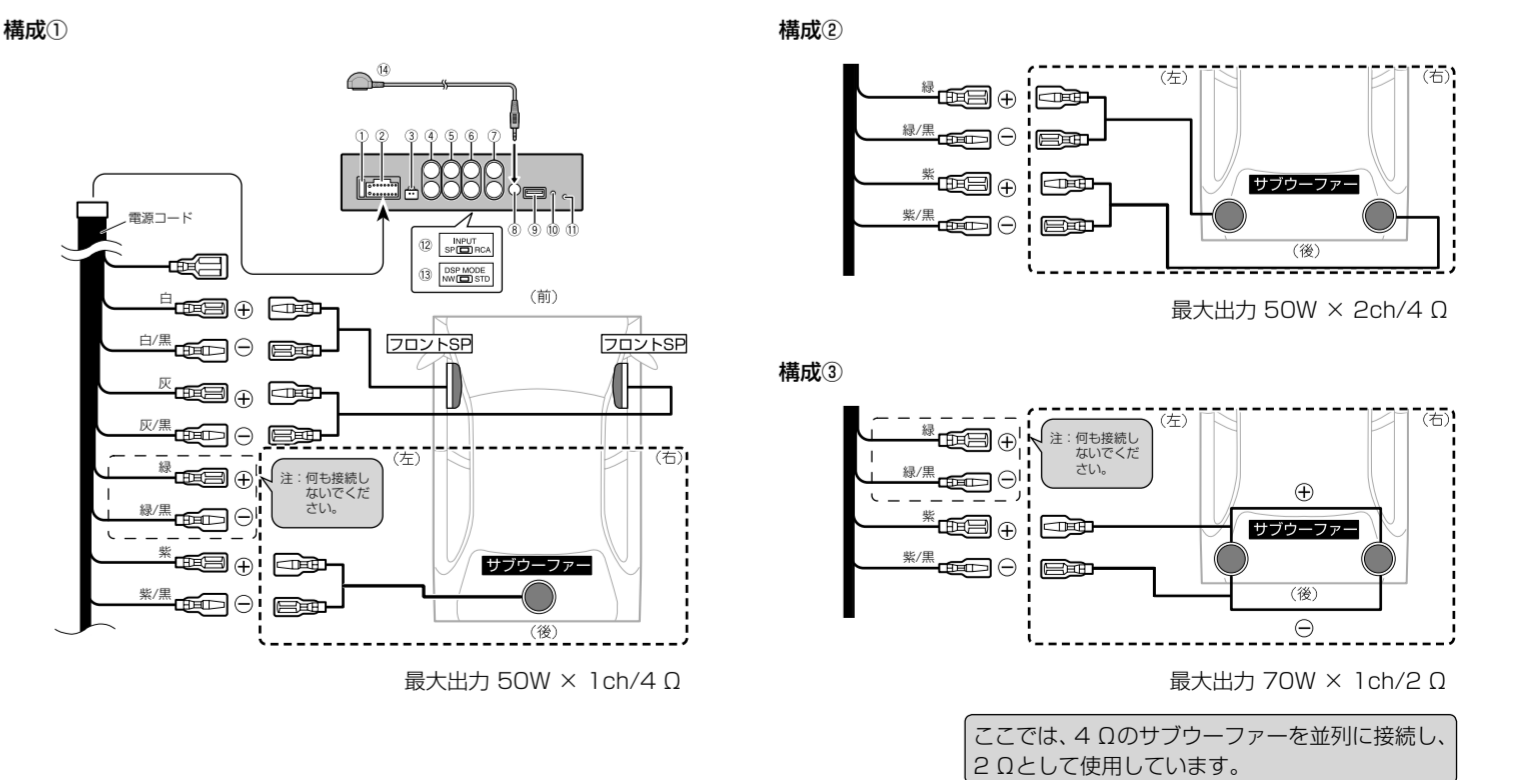 構成①
⑭
① ② ③ ④ ⑤ ⑥ ⑦
⑧ ⑨ ⑩ ⑪
⑫ INPUT
SP RCA
⑬ DSP MODE
NW STD
電源コード
白 ⊕
白/黒 ⊖
灰 ⊕
灰/黒 ⊖
緑 ⊕
緑/黒 ⊖
紫 ⊕
紫/黒 ⊖
注：何も接続し
ないでくだ
さい。
（前）
フロントSP フロントSP
（左） （右）
サブウーファー
（後）
最大出力 50W × 1ch/4 Ω
構成②
緑 ⊕
緑/黒 ⊖
紫 ⊕
紫/黒 ⊖
（左） （右）
サブウーファー
（後）
最大出力 50W × 2ch/4 Ω
構成③
緑 ⊕
緑/黒 ⊖
紫 ⊕
紫/黒 ⊖
注：何も接続し
ないでくだ
さい。
（左） （右）
⊕
サブウーファー
（後）
⊖
最大出力 70W × 1ch/2 Ω
ここでは、4 Ωのサブウーファーを並列に接続し、
2 Ωとして使用しています。